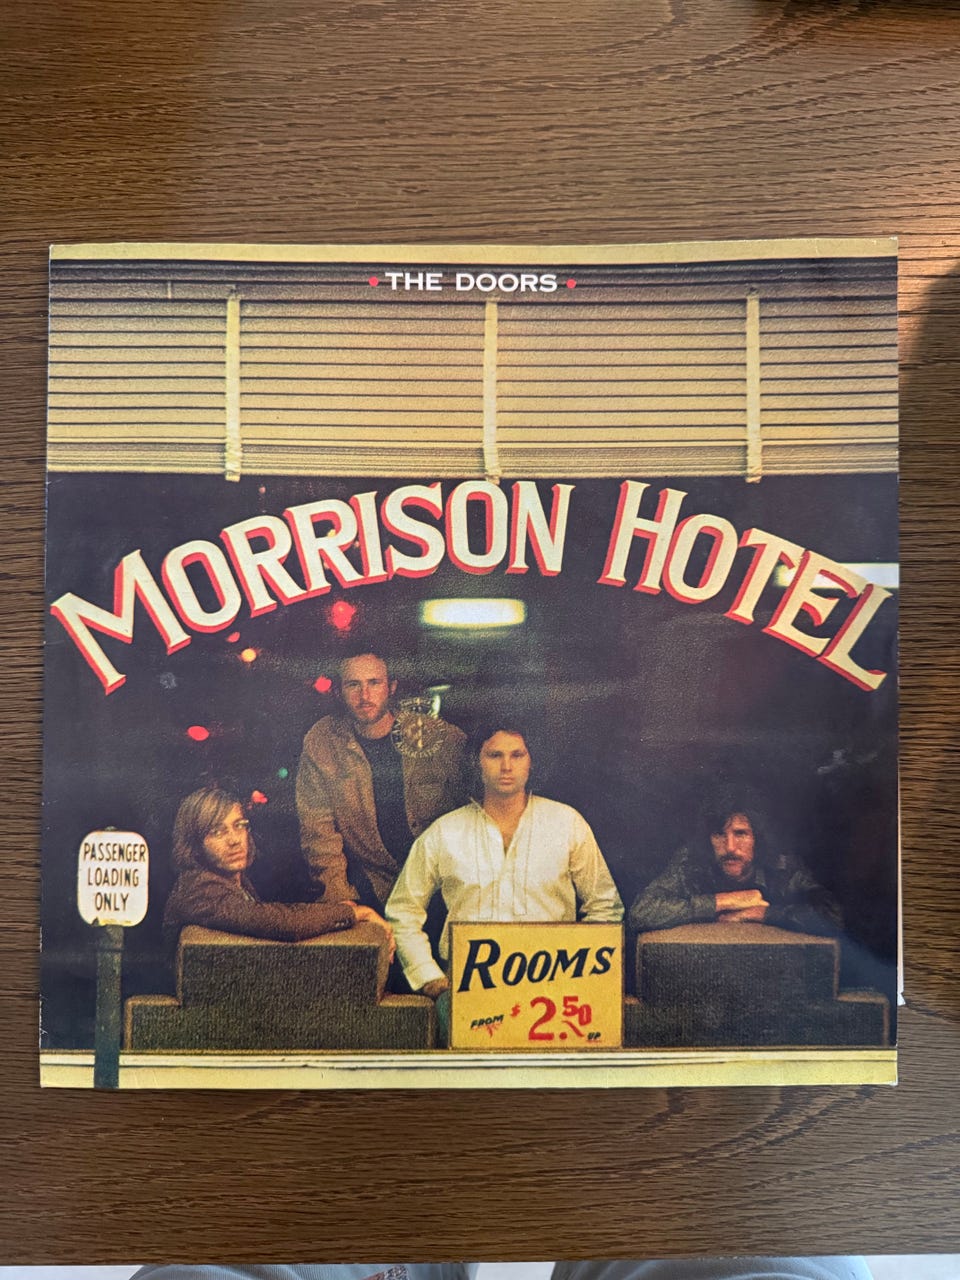 • THE DOORS •
MORRISON HOTEL
PASSENGER
LOADING
ONLY
ROOMS
FROM $2.50 UP